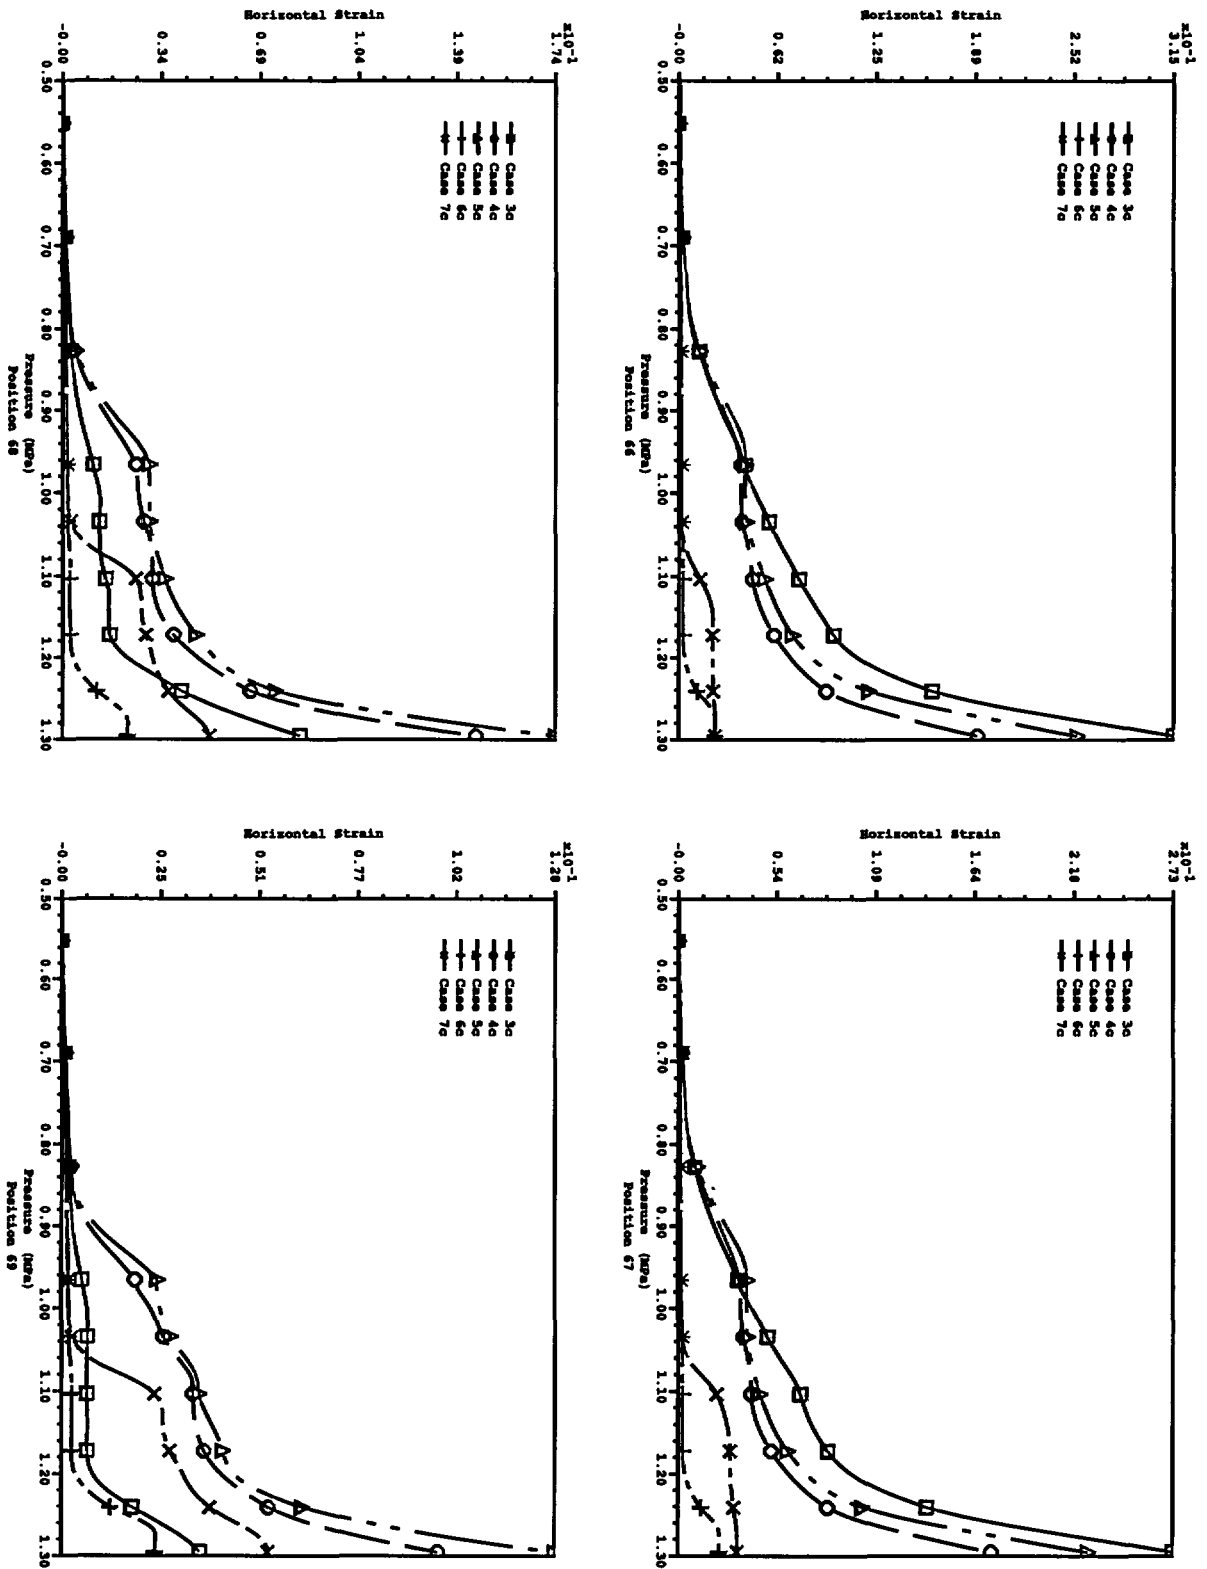 x10⁻¹
3.15
2.52
1.89
1.25
0.62
-0.00
Horizontal Strain
Case 3c
Case 4c
Case 5c
Case 6c
Case 7c
0.50 0.60 0.70 0.80 0.90 1.00 1.10 1.20 1.30
Pressure (MPa)
Position 66
x10⁻¹
2.73
2.18
1.64
1.09
0.54
-0.00
Horizontal Strain
Case 3c
Case 4c
Case 5c
Case 6c
Case 7c
0.50 0.60 0.70 0.80 0.90 1.00 1.10 1.20 1.30
Pressure (MPa)
Position 67
x10⁻¹
1.74
1.39
1.04
0.69
0.34
-0.00
Horizontal Strain
Case 3c
Case 4c
Case 5c
Case 6c
Case 7c
0.50 0.60 0.70 0.80 0.90 1.00 1.10 1.20 1.30
Pressure (MPa)
Position 68
x10⁻¹
1.28
1.02
0.77
0.51
0.25
-0.00
Horizontal Strain
Case 3c
Case 4c
Case 5c
Case 6c
Case 7c
0.50 0.60 0.70 0.80 0.90 1.00 1.10 1.20 1.30
Pressure (MPa)
Position 69